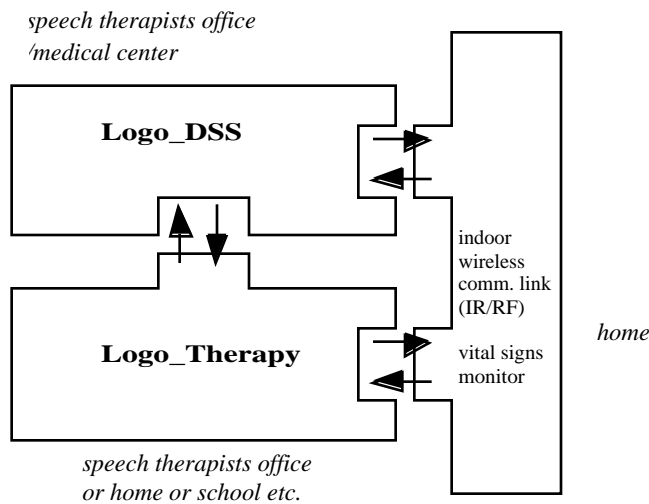 speech therapists office
/medical center
Logo_DSS
indoor
wireless
comm. link
(IR/RF)
home
vital signs
monitor
Logo_Therapy
speech therapists office
or home or school etc.